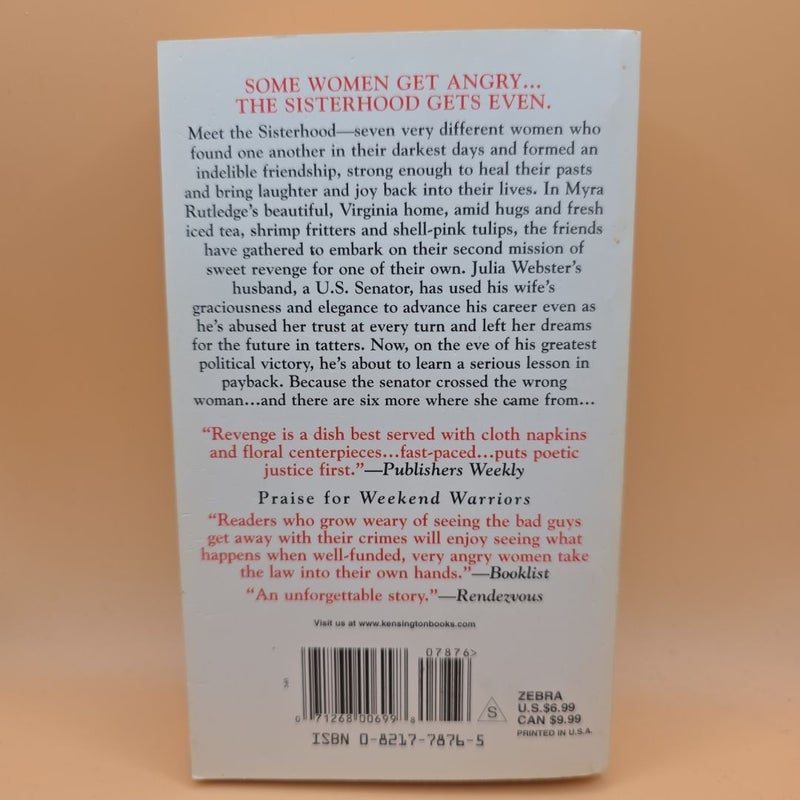 SOME WOMEN GET ANGRY...
THE SISTERHOOD GETS EVEN.
Meet the Sisterhood—seven very different women who
found one another in their darkest days and formed an
indelible friendship, strong enough to heal their pasts
and bring laughter and joy back into their lives. In Myra
Rutledge's beautiful, Virginia home, amid hugs and fresh
iced tea, shrimp fritters and shell-pink tulips, the friends
have gathered to embark on their second mission of
sweet revenge for one of their own. Julia Webster's
husband, a U.S. Senator, has used his wife's
graciousness and elegance to advance his career even as
he's abused her trust at every turn and left her dreams
for the future in tatters. Now, on the eve of his greatest
political victory, he's about to learn a serious lesson in
payback. Because the senator crossed the wrong
woman...and there are six more where she came from...
"Revenge is a dish best served with cloth napkins
and floral centerpieces...fast-paced...puts poetic
justice first."—Publishers Weekly
Praise for Weekend Warriors
"Readers who grow weary of seeing the bad guys
get away with their crimes will enjoy seeing what
happens when well-funded, very angry women take
the law into their own hands."—Booklist
"An unforgettable story."—Rendezvous
Visit us at www.kensingtonbooks.com
07876>
0 71268 00699 8
S
ZEBRA
U.S.$6.99
CAN $9.99
PRINTED IN U.S.A.
ISBN 0-8217-7876-5